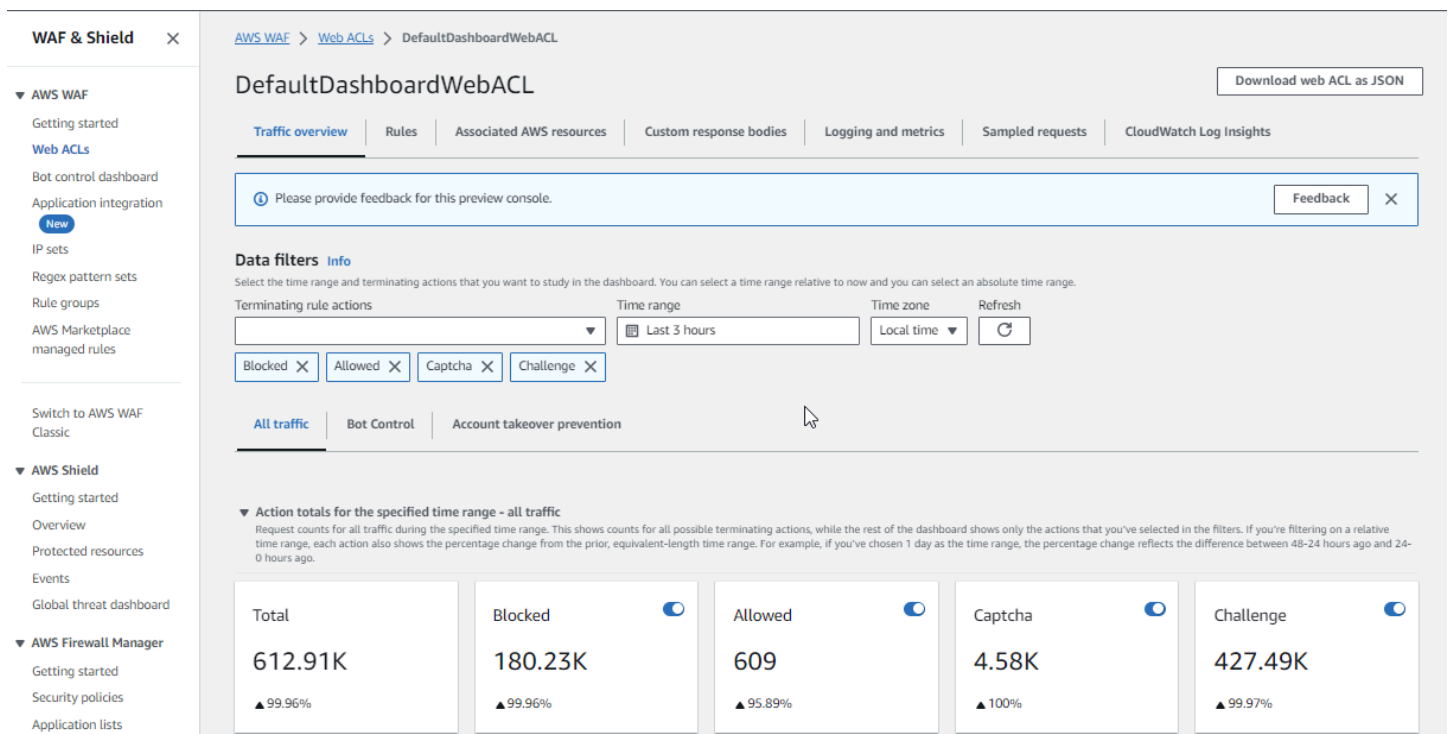 WAF & Shield
AWS WAF
Getting started
Web ACLs
Bot control dashboard
Application integration
New
IP sets
Regex pattern sets
Rule groups
AWS Marketplace
managed rules
Switch to AWS WAF
Classic
AWS Shield
Getting started
Overview
Protected resources
Events
Global threat dashboard
AWS Firewall Manager
Getting started
Security policies
Application lists
AWS WAF > Web ACLs > DefaultDashboardWebACL
DefaultDashboardWebACL
Download web ACL as JSON
Traffic overview Rules Associated AWS resources Custom response bodies Logging and metrics Sampled requests CloudWatch Log Insights
Please provide feedback for this preview console.
Feedback
Data filters Info
Select the time range and terminating actions that you want to study in the dashboard. You can select a time range relative to now and you can select an absolute time range.
Terminating rule actions Time range Time zone Refresh
Last 3 hours Local time
Blocked Allowed Captcha Challenge
All traffic Bot Control Account takeover prevention
Action totals for the specified time range - all traffic
Request counts for all traffic during the specified time range. This shows counts for all possible terminating actions, while the rest of the dashboard shows only the actions that you've selected in the filters. If you're filtering on a relative
time range, each action also shows the percentage change from the prior, equivalent-length time range. For example, if you've chosen 1 day as the time range, the percentage change reflects the difference between 48-24 hours ago and 24-
0 hours ago.
Total Blocked Allowed Captcha Challenge
612.91K 180.23K 609 4.58K 427.49K
99.96% 99.96% 95.89% 100% 99.97%